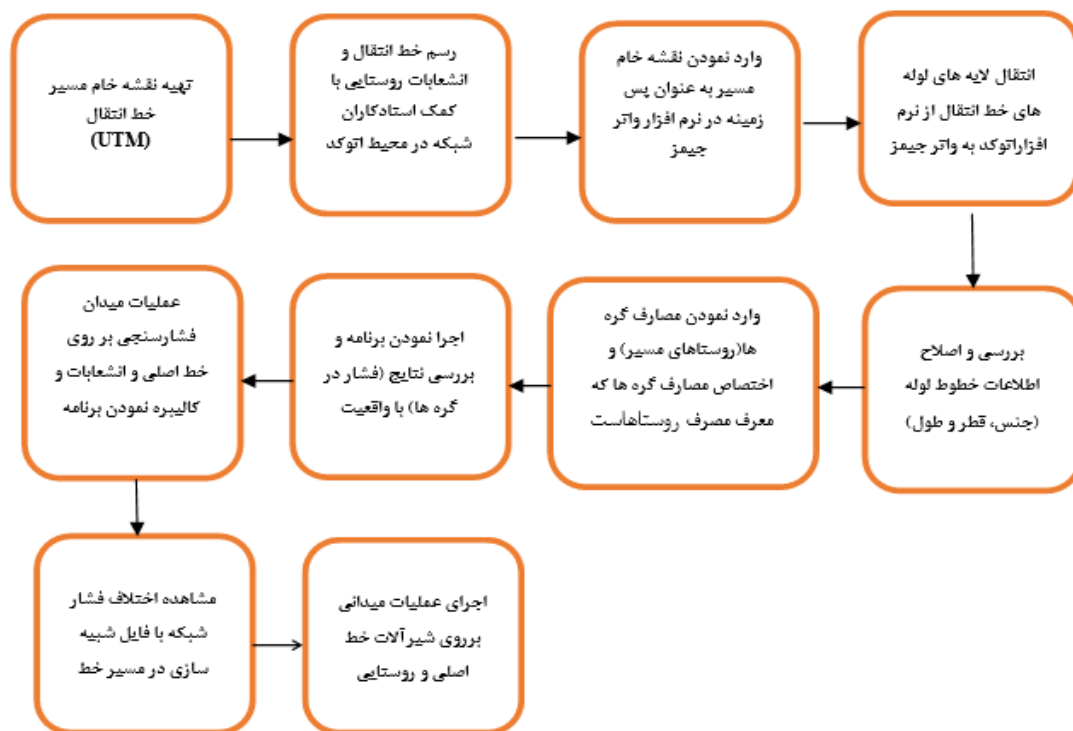 تهیه نقشه خام مسیر
خط انتقال
(UTM)
رسم خط انتقال و
انشعابات روستایی با
کمک استادکاران
شبکه در محیط اتوکد
وارد نمودن نقشه خام
مسیر به عنوان پس
زمینه در نرم افزار واتر
جیمز
انتقال لایه های لوله
های خط انتقال از نرم
افزاراتوکد به واتر جیمز
بررسی و اصلاح
اطلاعات خطوط لوله
(جنس، قطر و طول)
وارد نمودن مصارف گره
ها(روستاهای مسیر) و
اختصاص مصارف گره ها که
معرف مصرف روستاهاست
اجرا نمودن برنامه و
بررسی نتایج (فشار در
گره ها) با واقعیت
عملیات میدان
فشارسنجی بر روی
خط اصلی و انشعابات و
کالیبره نمودن برنامه
مشاهده اختلاف فشار
شبکه با فایل شبیه
سازی در مسیر خط
اجرای عملیات میدانی
برروی شیرآلات خط
اصلی و روستایی